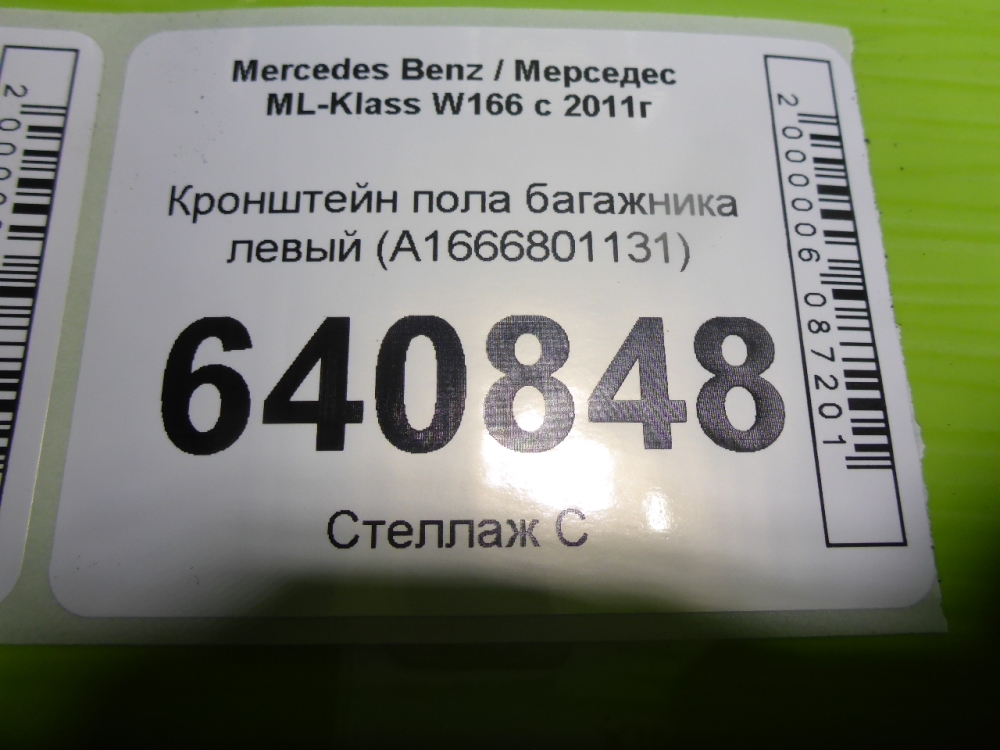 Mercedes Benz / Мерседес
ML-Klass W166 с 2011г
Кронштейн пола багажника
левый (A1666801131)
640848
Стеллаж С
2000006087201